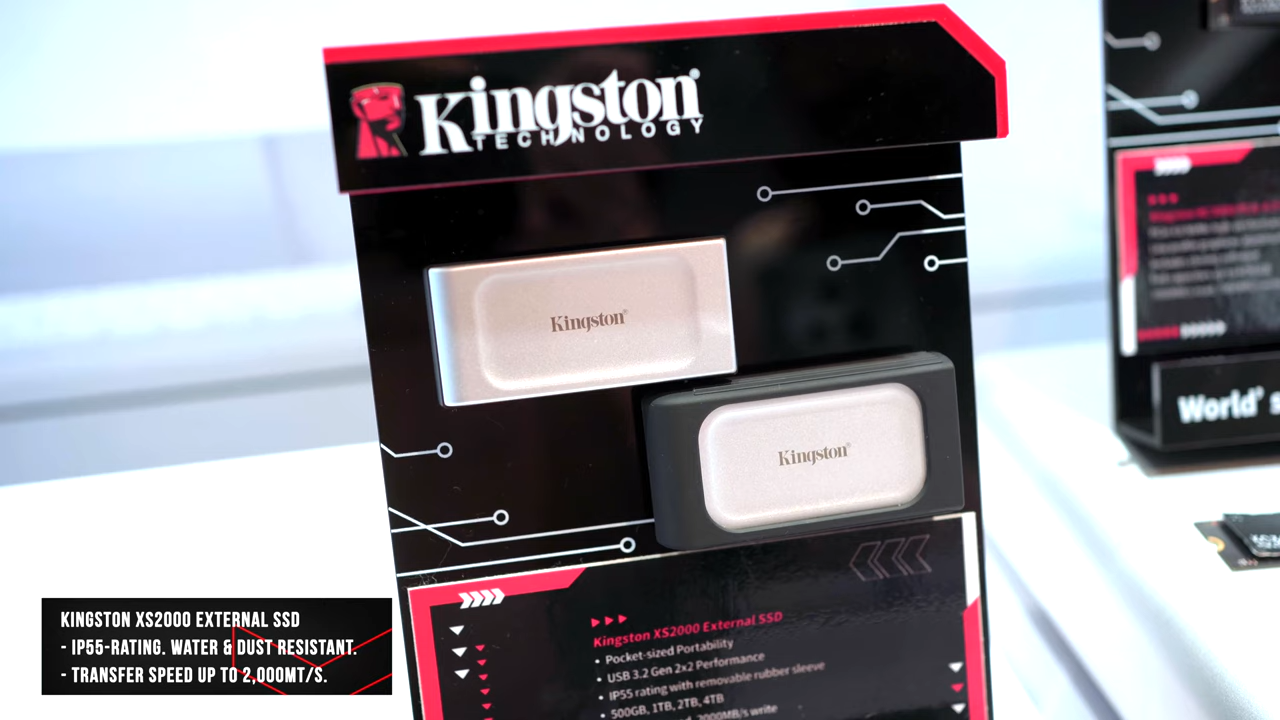 Kingston®
TECHNOLOGY
Kingston®
Kingston®
World's
Kingston XS2000 External SSD
• Pocket-sized Portability
• USB 3.2 Gen 2x2 Performance
• IP55 rating with removable rubber sleeve
• 500GB, 1TB, 2TB, 4TB
2000MB/s write
KINGSTON XS2000 EXTERNAL SSD
- IP55-RATING. WATER & DUST RESISTANT.
- TRANSFER SPEED UP TO 2,000MT/S.